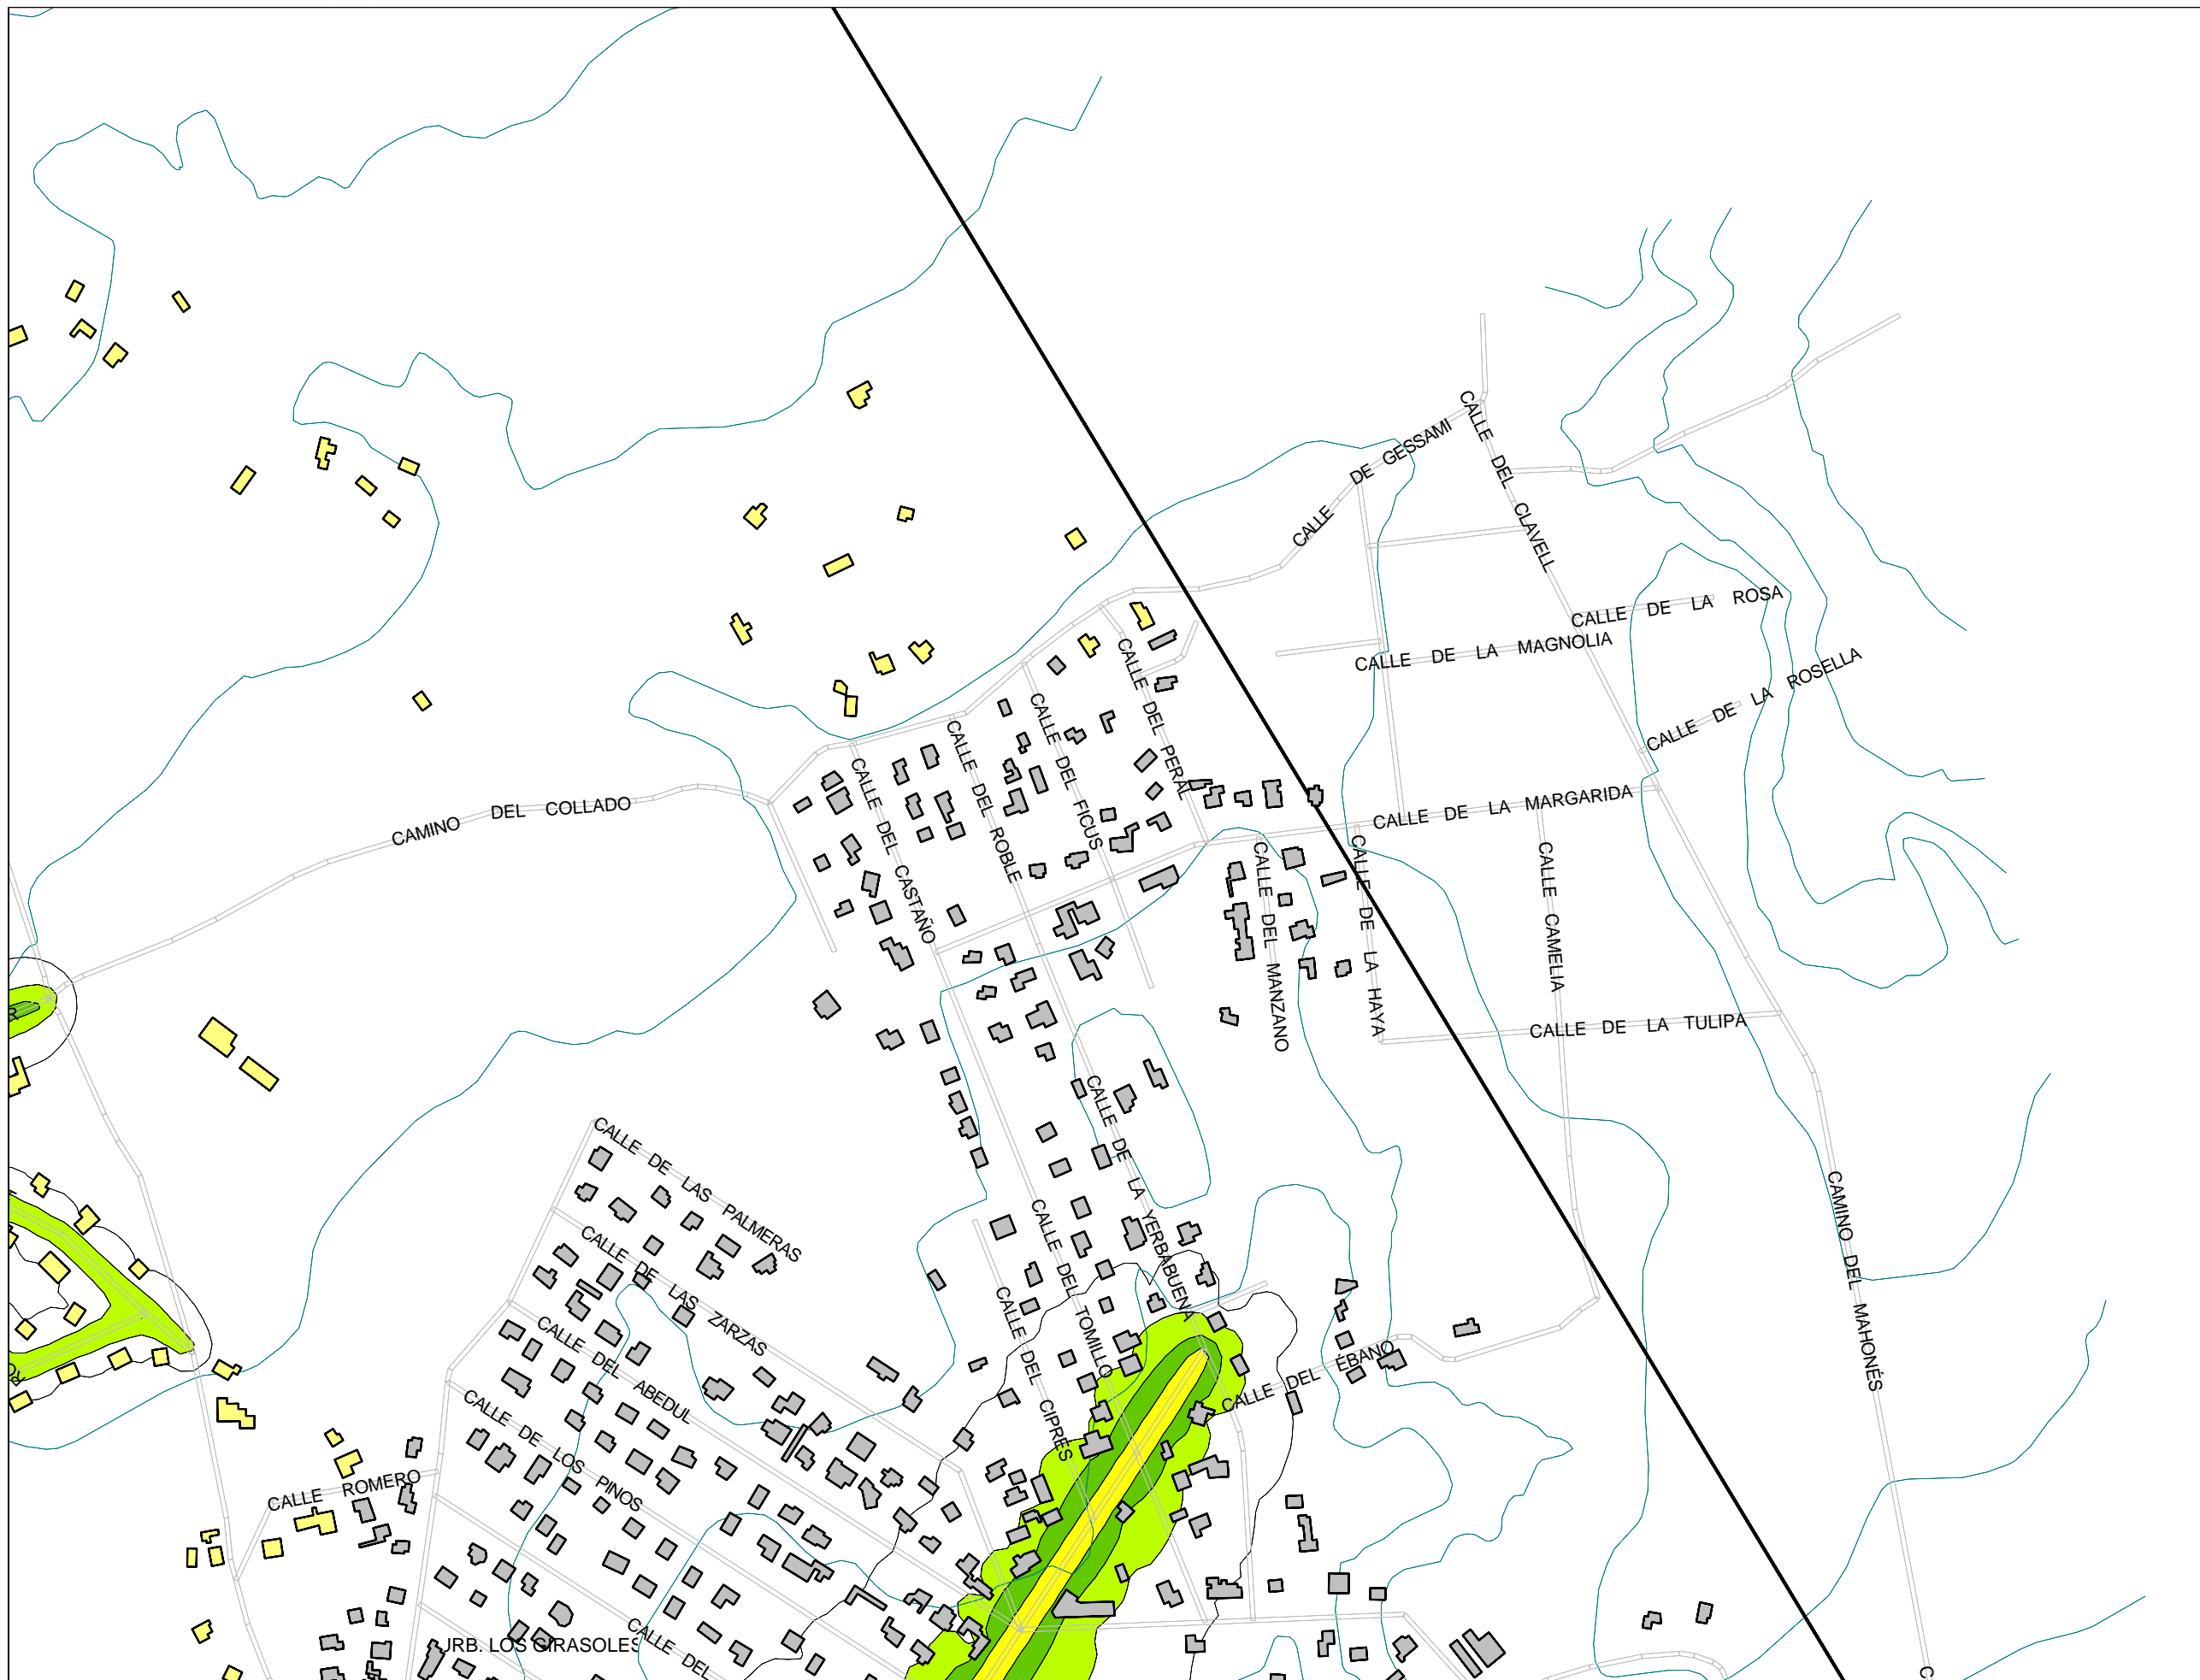 CALLE DE GESSAMI
CALLE DEL CLAVELL
CALLE DE LA ROSA
CALLE DE LA MAGNOLIA
CALLE DE LA ROSELLA
CALLE DEL PERAL
CALLE DEL FICUS
CALLE DEL ROBLE
CALLE DEL CASTAÑO
CAMINO DEL COLLADO
CALLE DE LA MARGARIDA
CALLE DEL MANZANO
CALLE DE LA HAYA
CALLE CAMELIA
CALLE DE LA TULIPA
R
CALLE DE LA YERBABUENA
CALLE DE LAS PALMERAS
CALLE DE LAS ZARZAS
CALLE DEL TOMILLO
CAMINO DEL MAHONÉS
CALLE DEL CIPRES
CALLE DEL ABEDUL
CALLE DEL ÉBANO
CALLE DE LOS PINOS
CALLE ROMERO
URB. LOS GIRASOLES
CALLE DEL
C